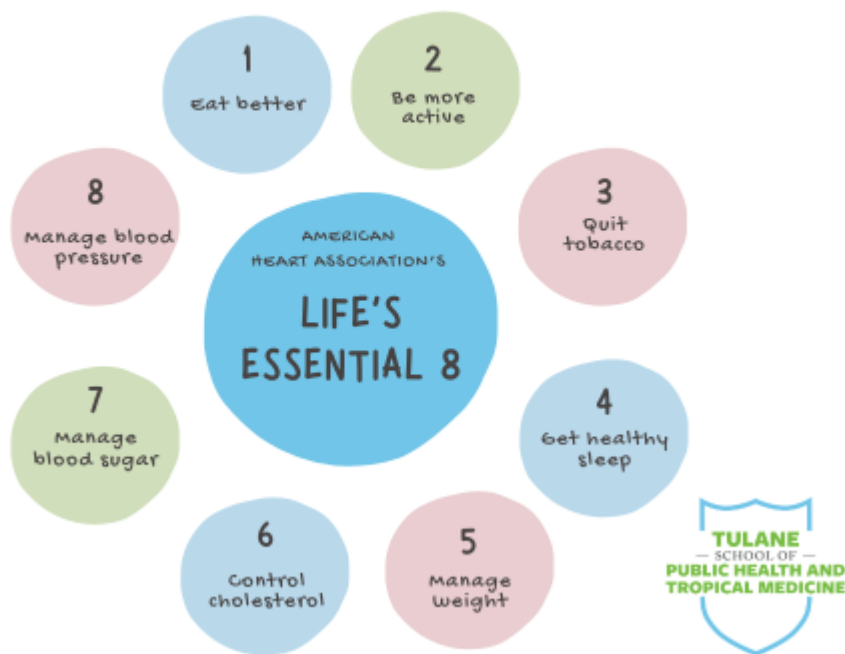 AMERICAN
HEART ASSOCIATION'S
LIFE'S
ESSENTIAL 8
1
Eat better
2
Be more
active
3
Quit
tobacco
4
Get healthy
sleep
5
Manage
weight
6
Control
cholesterol
7
Manage
blood sugar
8
Manage blood
pressure
TULANE
— SCHOOL OF —
PUBLIC HEALTH AND
TROPICAL MEDICINE